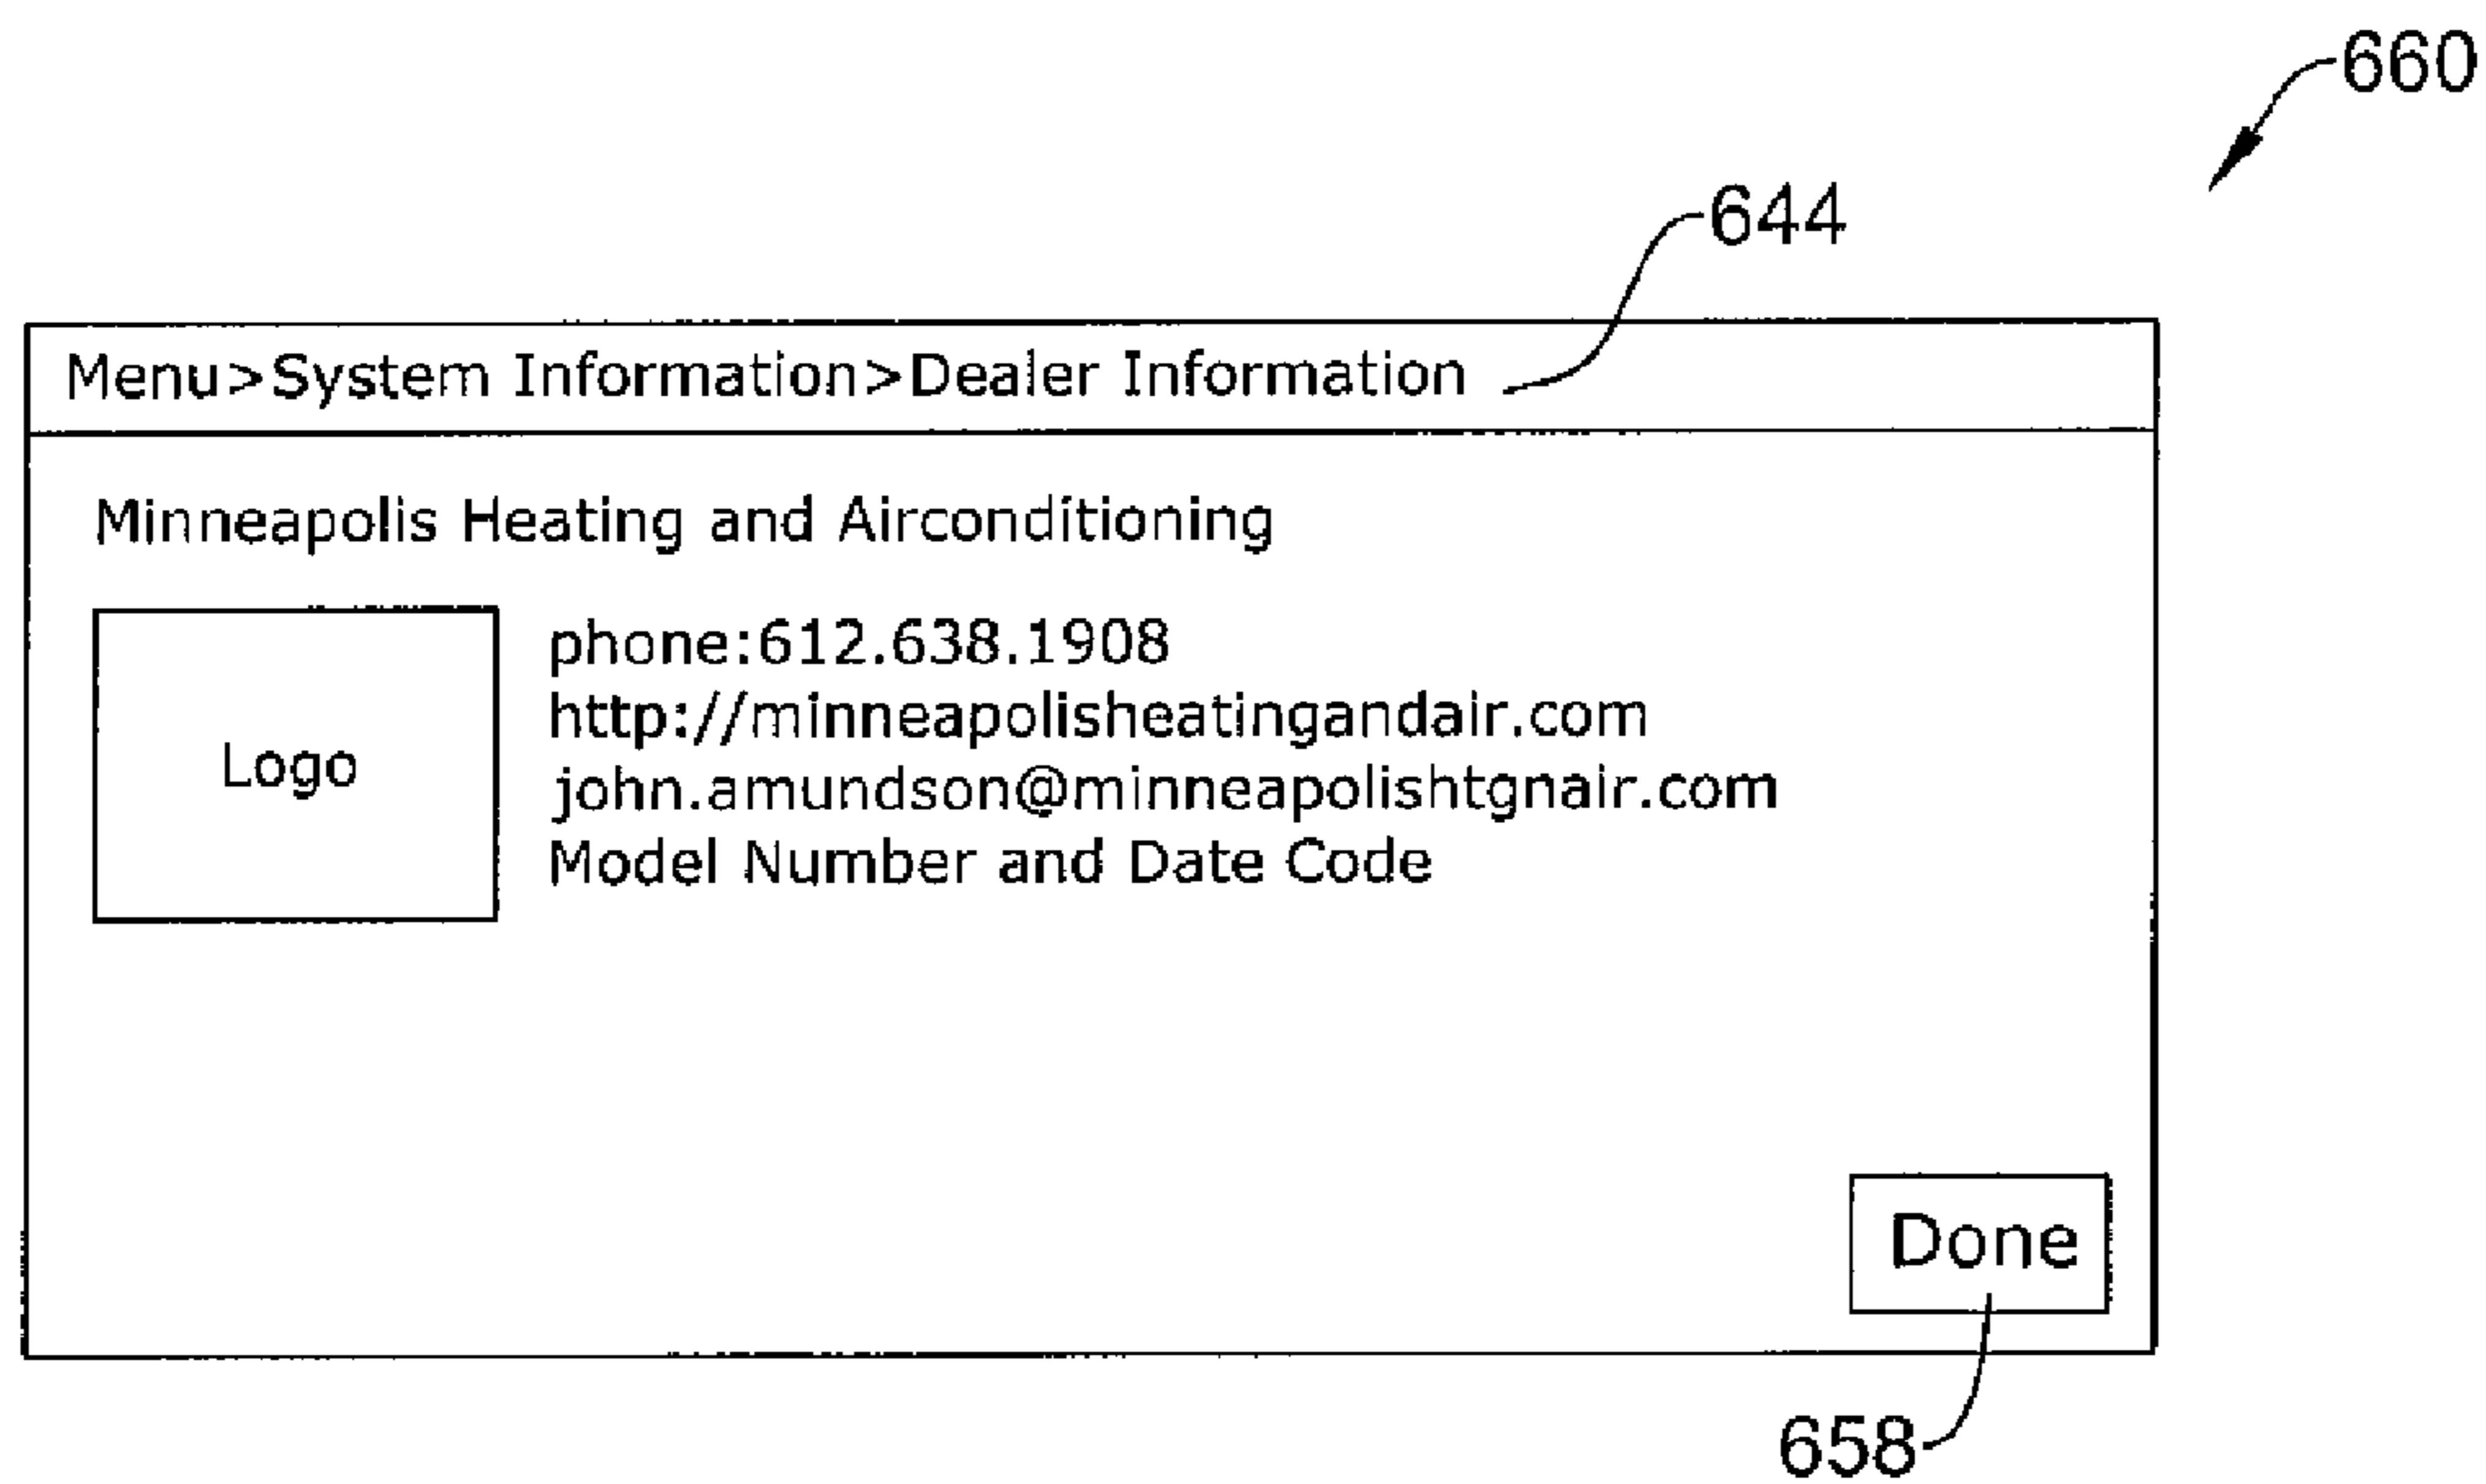 660
644
Menu>System Information>Dealer Information
Minneapolis Heating and Airconditioning
Logo
phone:612.638.1908
http://minneapolisheatingandair.com
john.amundson@minneapolishtgnair.com
Model Number and Date Code
Done
658